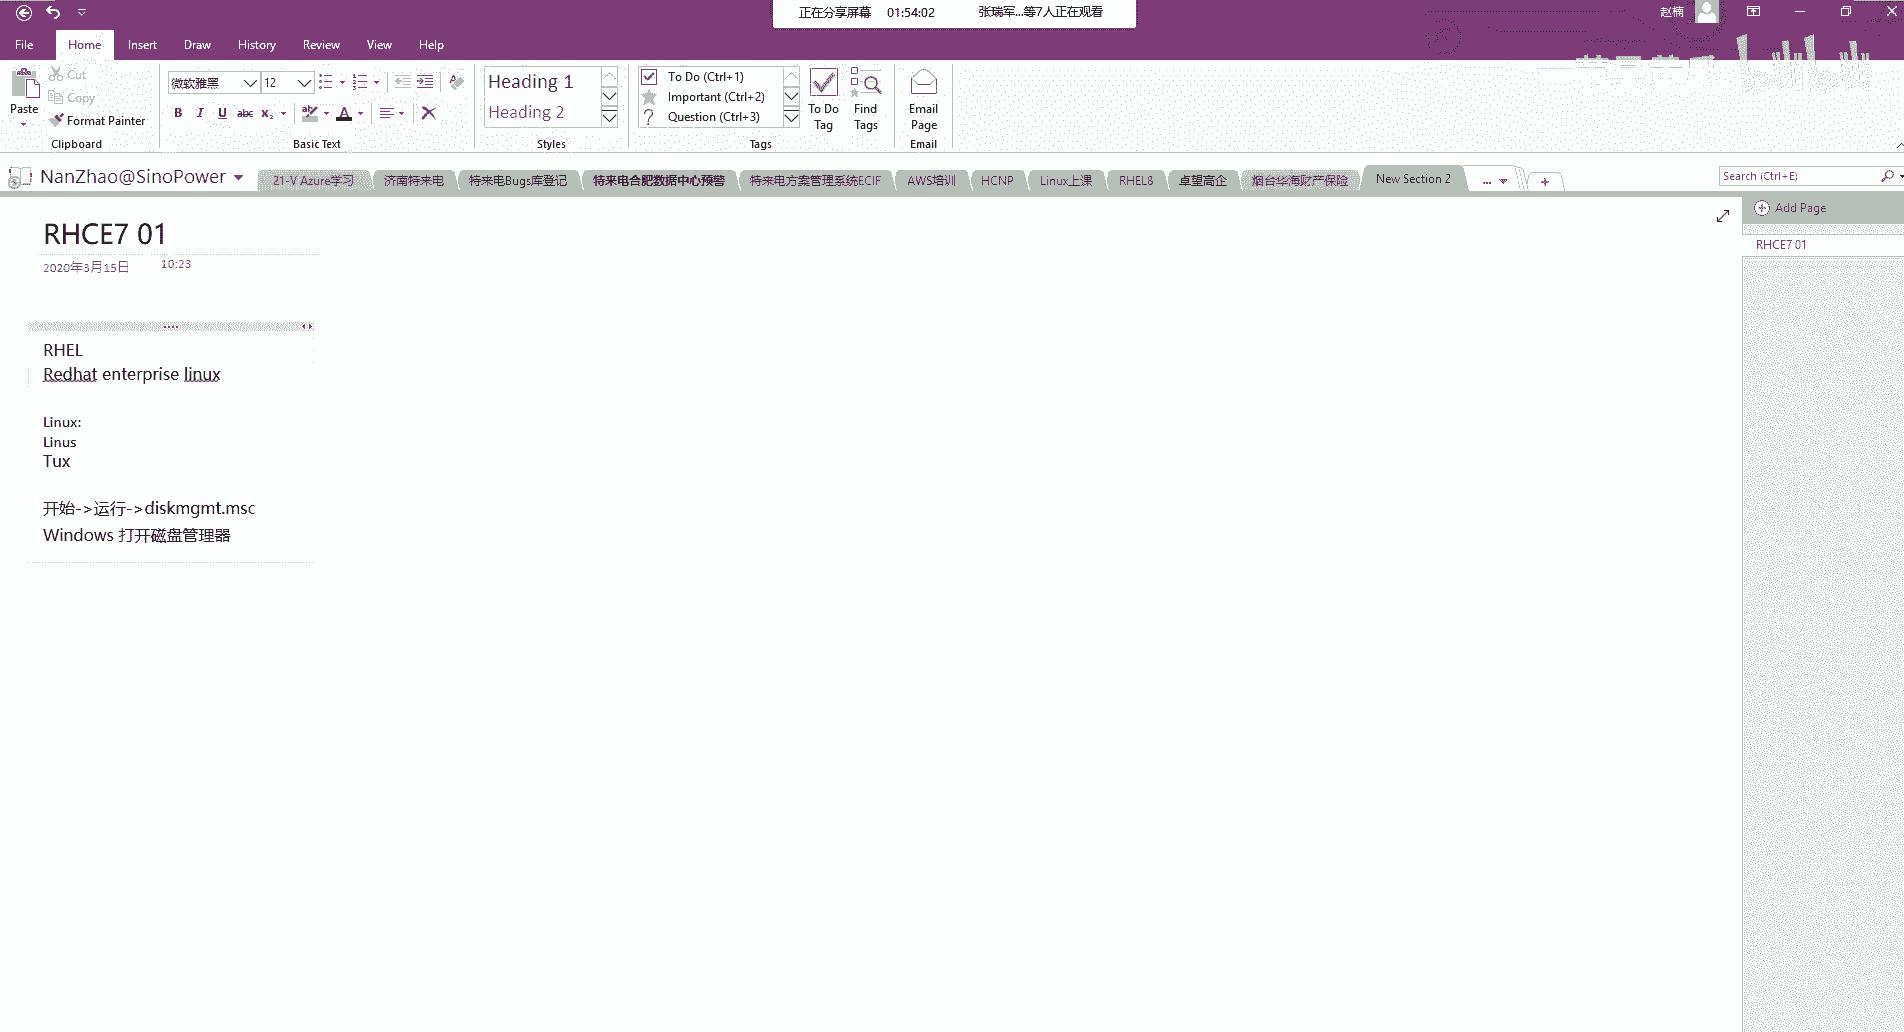 正在分享屏幕 01:54:02 张瑞军...等7人正在观看
赵楠
File Home Insert Draw History Review View Help
Paste
Cut
Copy
Format Painter
Clipboard
微软雅黑 12
B I U abc x₂
Basic Text
Heading 1
Heading 2
Styles
To Do (Ctrl+1)
Important (Ctrl+2)
Question (Ctrl+3)
To Do Tag
Find Tags
Tags
Email Page
Email
NanZhao@SinoPower
21-V Azure学习 济南特来电 特来电Bugs库登记 特来电合肥数据中心预警 特来电方案管理系统ECIF AWS培训 HCNP Linux上课 RHEL8 卓望高企 烟台华海财产保险 New Section 2 ...
Search (Ctrl+E)
Add Page
RHCE7 01
RHCE7 01
2020年3月15日 10:23
RHEL
Redhat enterprise linux
Linux:
Linus
Tux
开始->运行->diskmgmt.msc
Windows 打开磁盘管理器